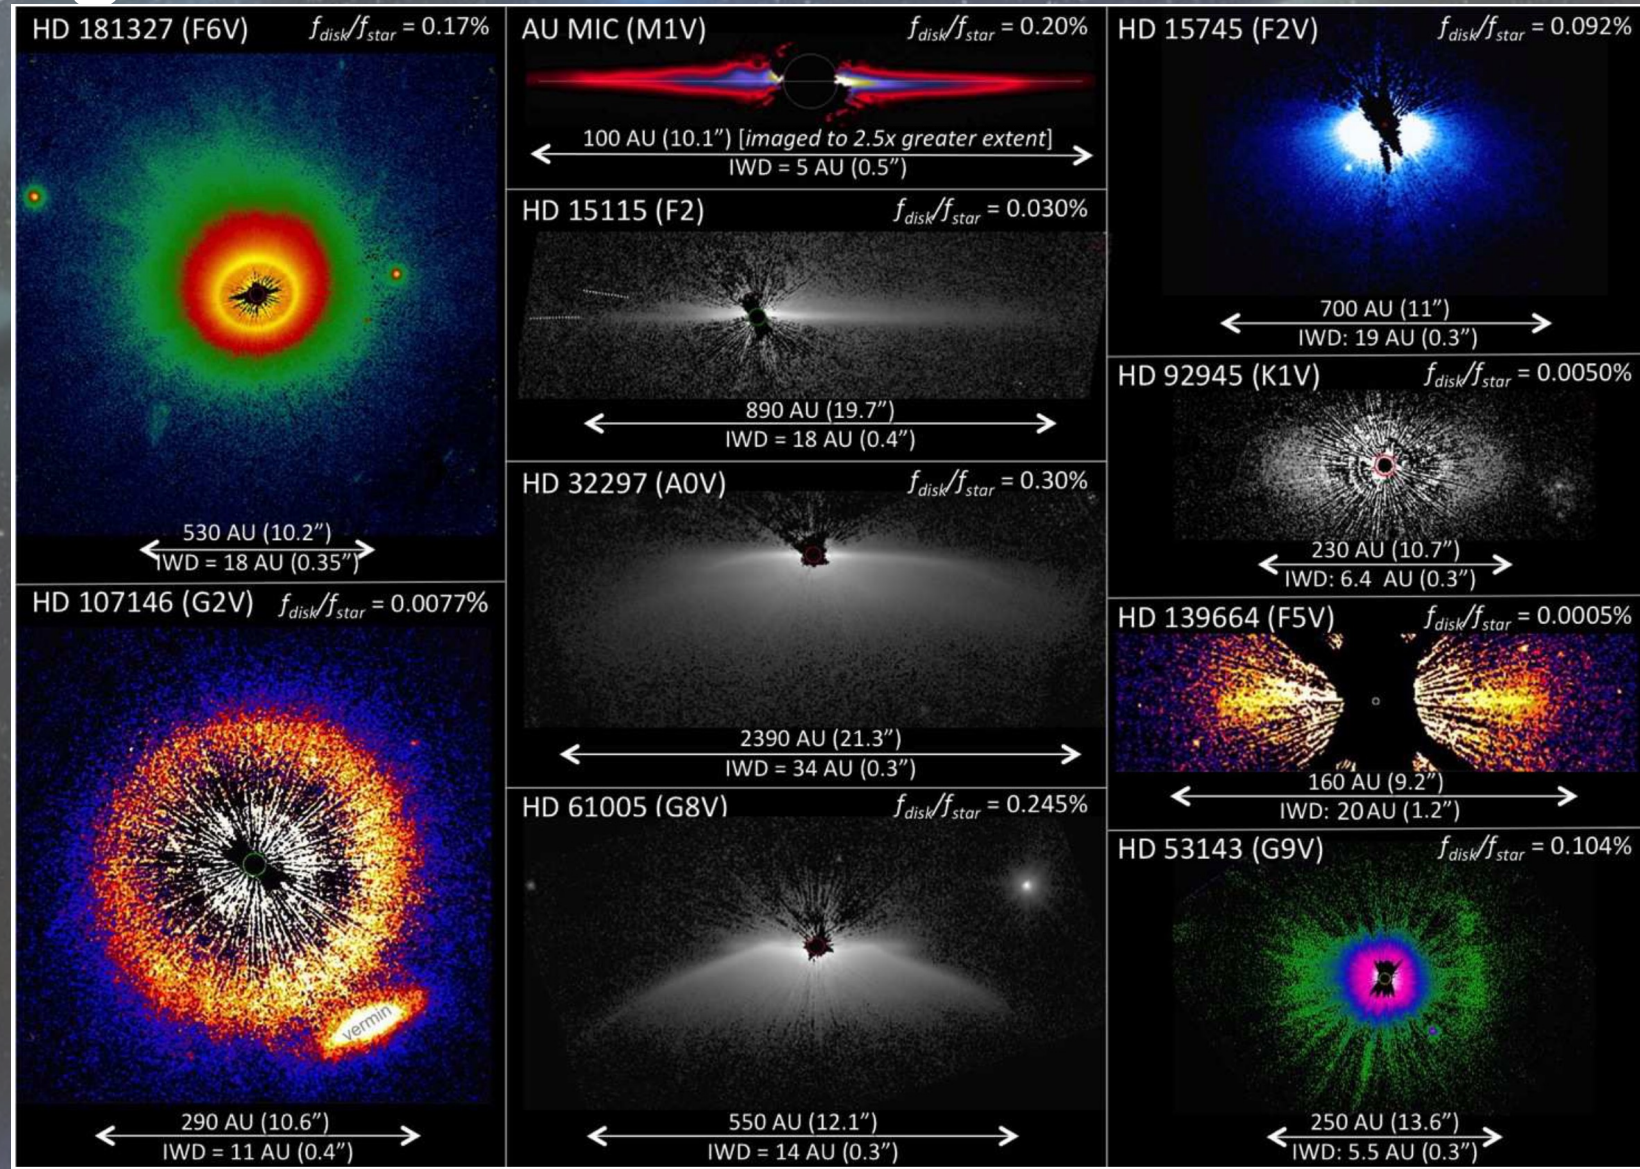 HD 181327 (F6V) f_disk/f_star = 0.17%
530 AU (10.2”)
IWD = 18 AU (0.35”)
HD 107146 (G2V) f_disk/f_star = 0.0077%
vermin
290 AU (10.6”)
IWD = 11 AU (0.4”)
AU MIC (M1V) f_disk/f_star = 0.20%
100 AU (10.1”) [imaged to 2.5x greater extent]
IWD = 5 AU (0.5”)
HD 15115 (F2) f_disk/f_star = 0.030%
890 AU (19.7”)
IWD = 18 AU (0.4”)
HD 32297 (A0V) f_disk/f_star = 0.30%
2390 AU (21.3”)
IWD = 34 AU (0.3”)
HD 61005 (G8V) f_disk/f_star = 0.245%
550 AU (12.1”)
IWD = 14 AU (0.3”)
HD 15745 (F2V) f_disk/f_star = 0.092%
700 AU (11”)
IWD: 19 AU (0.3”)
HD 92945 (K1V) f_disk/f_star = 0.0050%
230 AU (10.7”)
IWD: 6.4 AU (0.3”)
HD 139664 (F5V) f_disk/f_star = 0.0005%
160 AU (9.2”)
IWD: 20 AU (1.2”)
HD 53143 (G9V) f_disk/f_star = 0.104%
250 AU (13.6”)
IWD: 5.5 AU (0.3”)